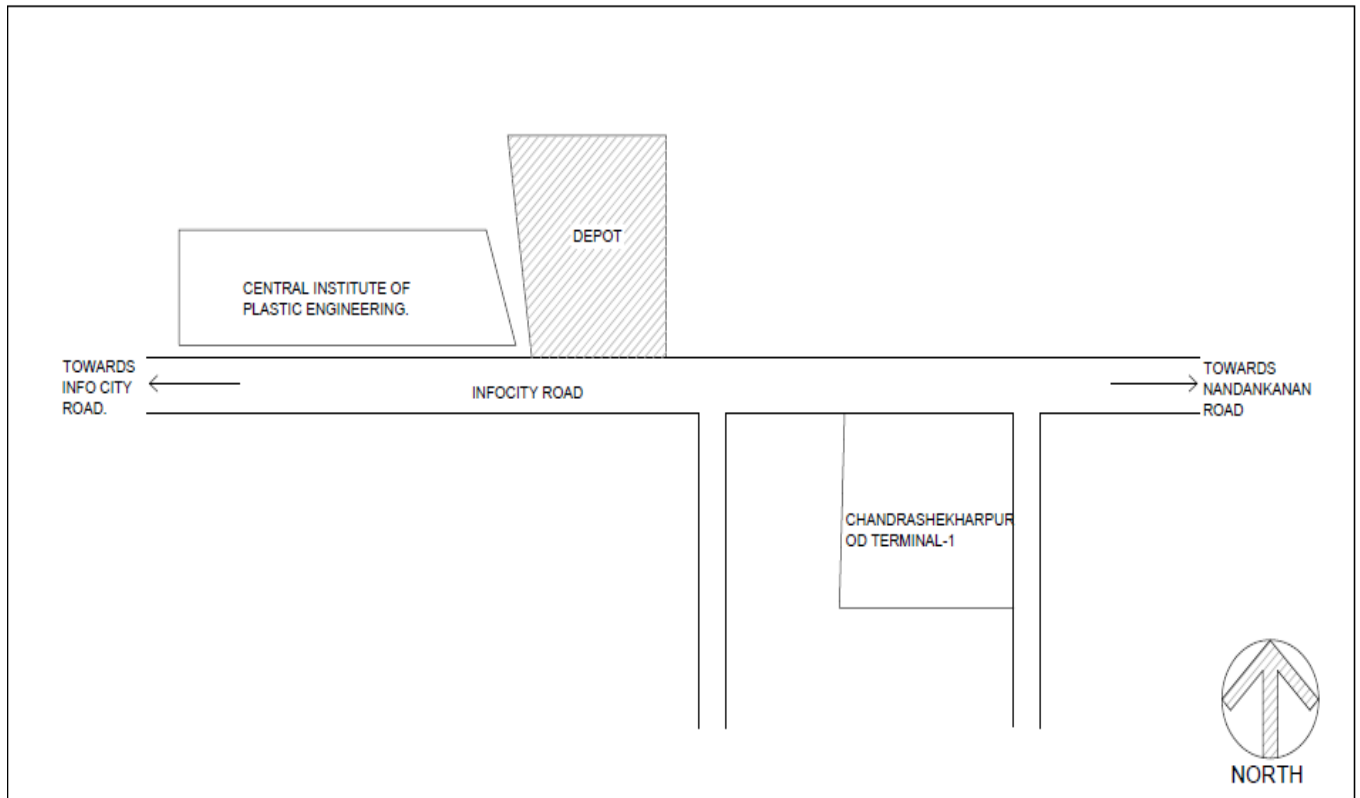 DEPOT
CENTRAL INSTITUTE OF
PLASTIC ENGINEERING.
TOWARDS
INFO CITY
ROAD.
INFOCITY ROAD
TOWARDS
NANDANKANAN
ROAD
CHANDRASHEKHARPUR
OD TERMINAL-1
NORTH